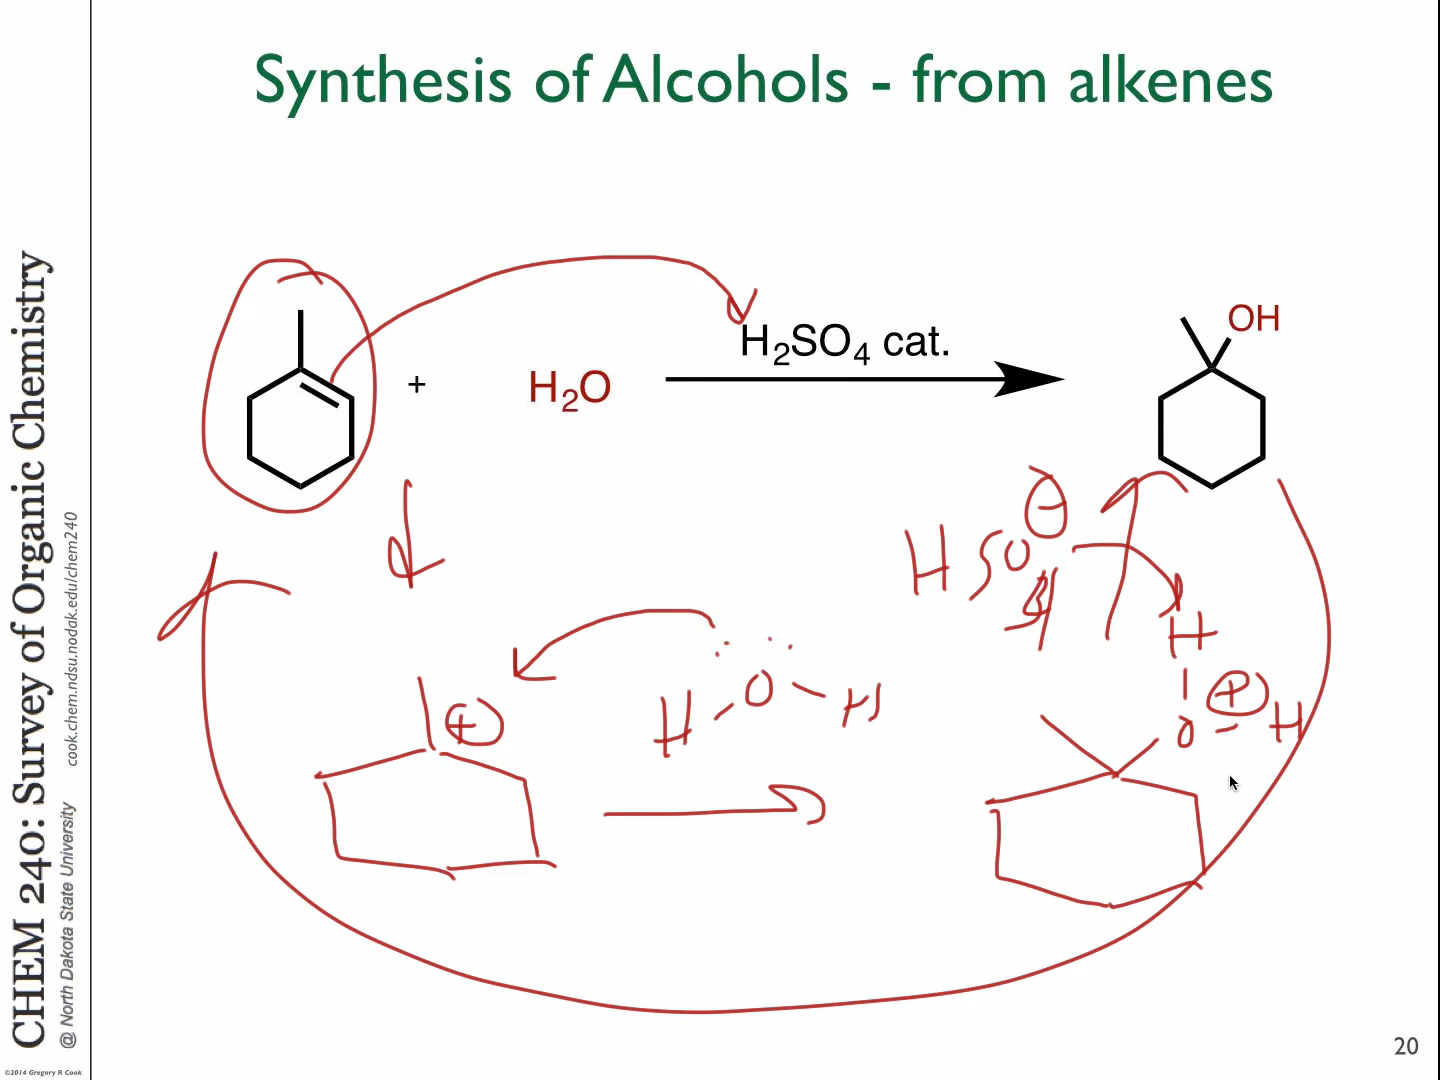 Synthesis of Alcohols - from alkenes
+
H₂O
H₂SO₄ cat.
OH
HSO₄ ⊖
H
H O H
⊕
O - H
⊕
CHEM 240: Survey of Organic Chemistry
@ North Dakota State University cook.chem.ndsu.nodak.edu/chem240
©2014 Gregory R Cook
20